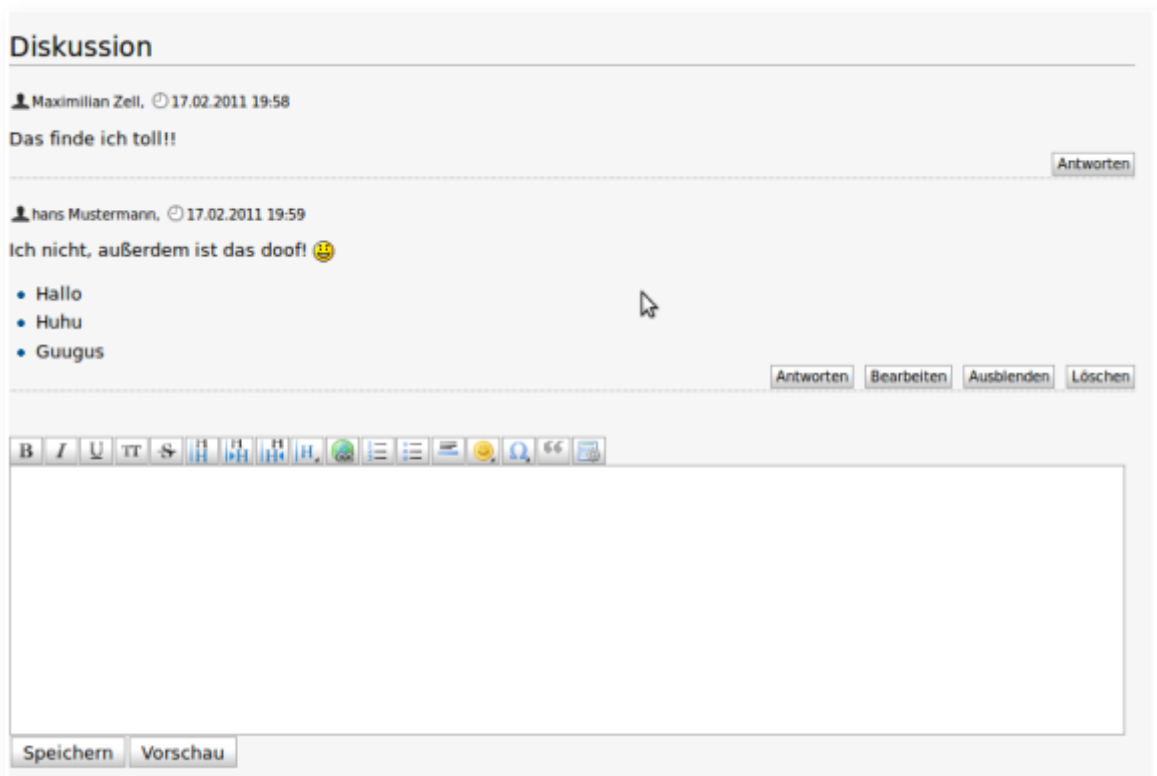 Diskussion
Maximilian Zell, 17.02.2011 19:58
Das finde ich toll!!
Antworten
hans Mustermann, 17.02.2011 19:59
Ich nicht, außerdem ist das doof!
Hallo
Huhu
Guugus
Antworten Bearbeiten Ausblenden Löschen
B I U TT S H H H H H H H Ω “
Speichern Vorschau